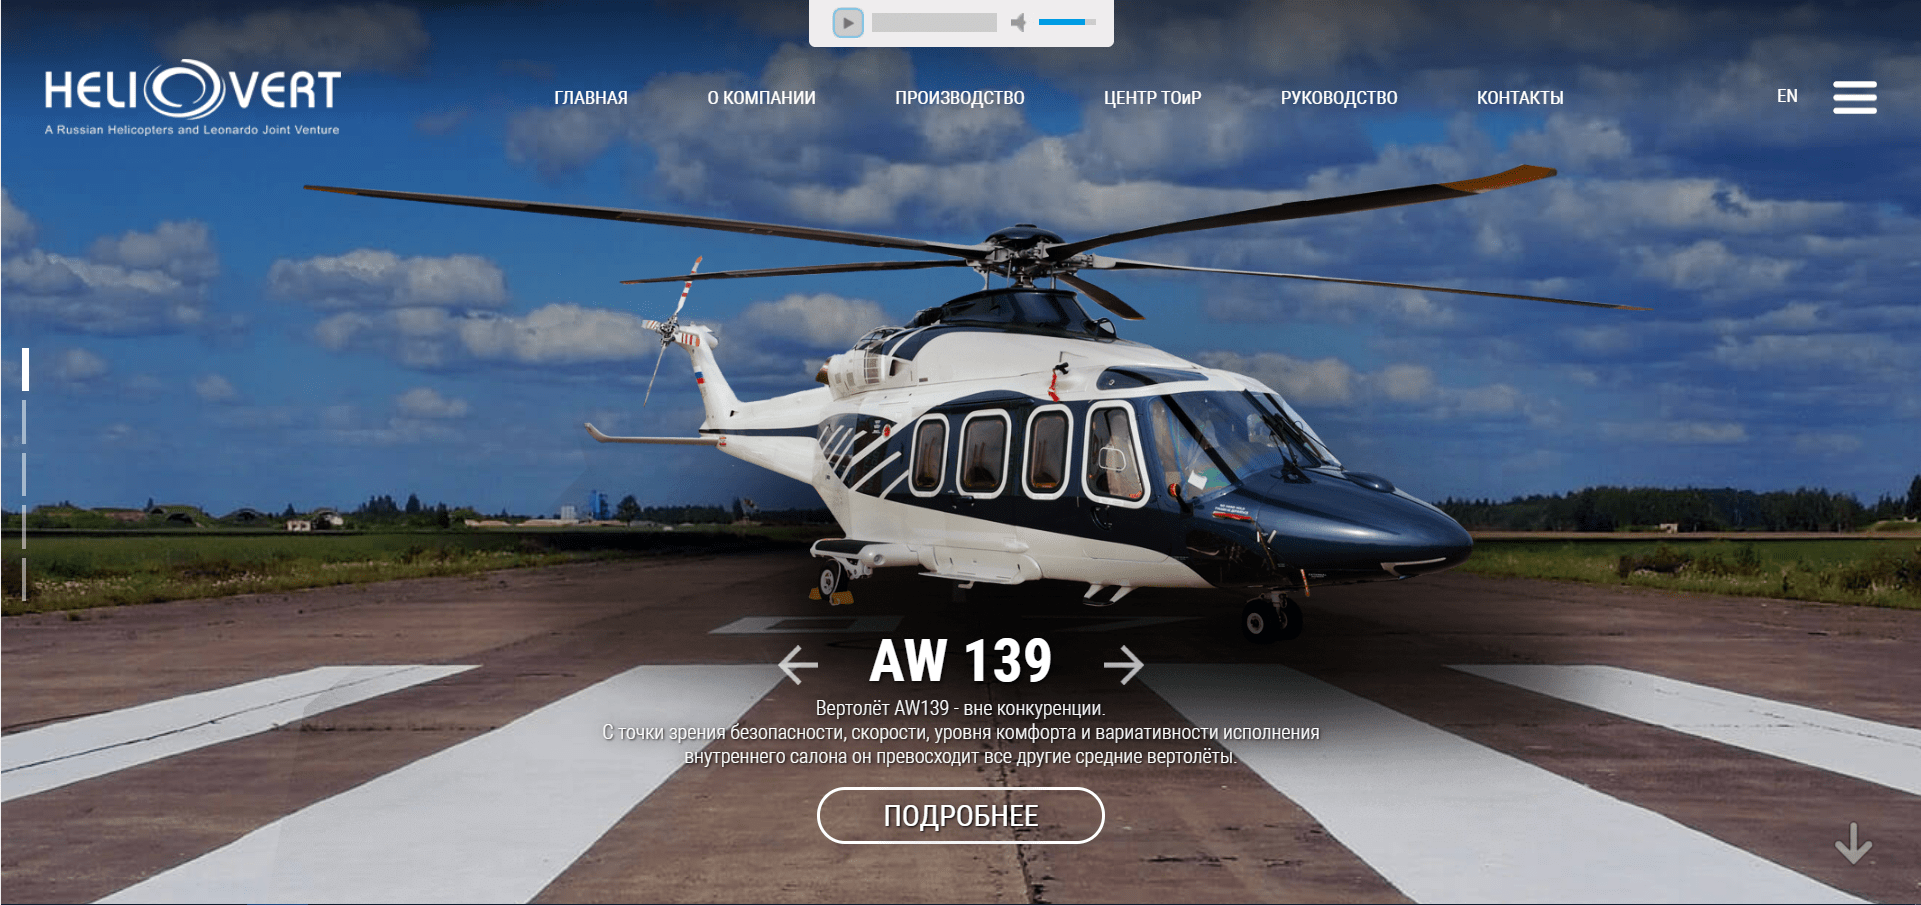 HELIOVERT
A Russian Helicopters and Leonardo Joint Venture
ГЛАВНАЯ
О КОМПАНИИ
ПРОИЗВОДСТВО
ЦЕНТР ТОиР
РУКОВОДСТВО
КОНТАКТЫ
EN
AW 139
Вертолёт AW139 - вне конкуренции.
С точки зрения безопасности, скорости, уровня комфорта и вариативности исполнения
внутреннего салона он превосходит все другие средние вертолёты.
ПОДРОБНЕЕ